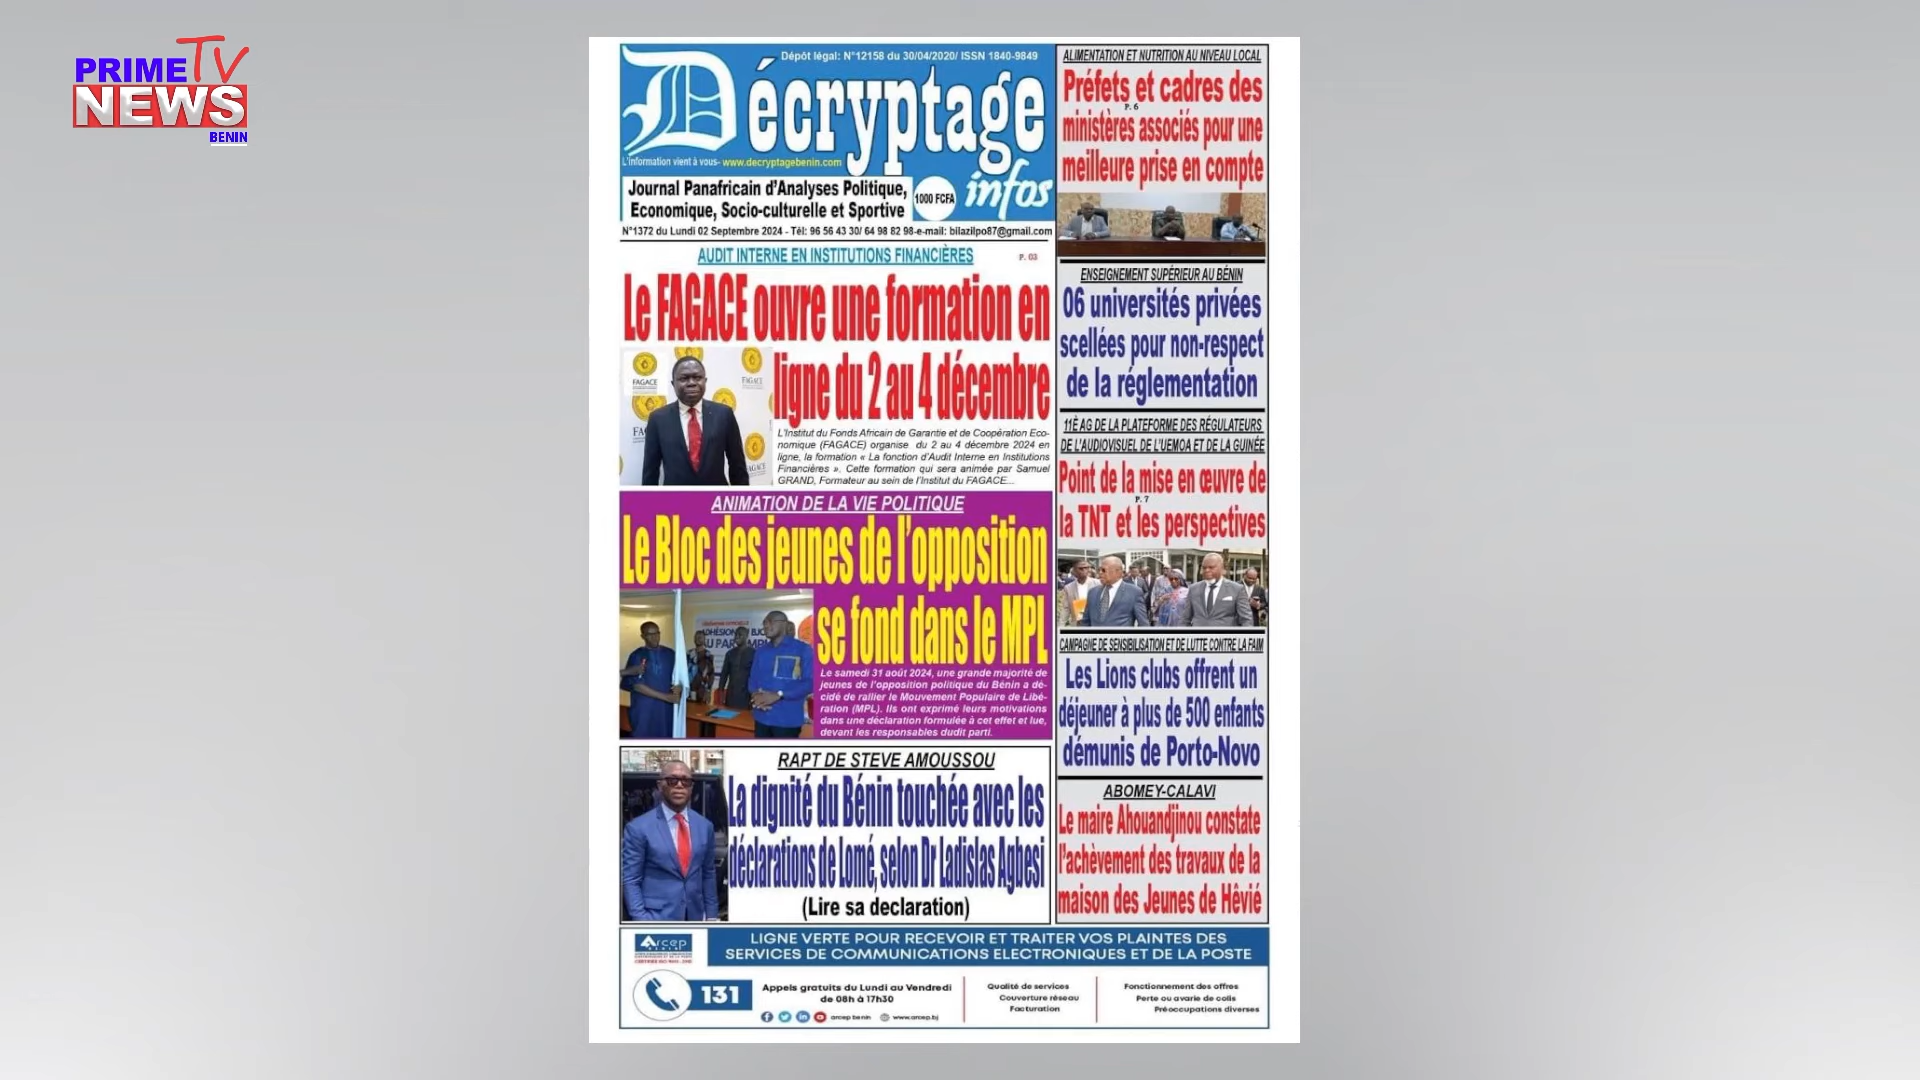 PRIME TV
NEWS
BENIN
Dépôt légal: N°12158 du 30/04/2020/ ISSN 1840-9849
Décryptage
infos
L'information vient à vous- www.decryptagebenin.com
Journal Panafricain d'Analyses Politique,
Economique, Socio-culturelle et Sportive
1000 FCFA
N°1372 du Lundi 02 Septembre 2024 - Tél: 96 56 43 30/ 64 98 82 98-e-mail: bilazilpo87@gmail.com
AUDIT INTERNE EN INSTITUTIONS FINANCIÈRES
P. 03
Le FAGACE ouvre une formation en
ligne du 2 au 4 décembre
FAGACE
FAGACE
L'Institut du Fonds Africain de Garantie et de Coopération Eco-
nomique (FAGACE) organise du 2 au 4 décembre 2024 en
ligne, la formation « La fonction d'Audit Interne en Institutions
Financières ». Cette formation qui sera animée par Samuel
GRAND, Formateur au sein de l'Institut du FAGACE...
ANIMATION DE LA VIE POLITIQUE
Le Bloc des jeunes de l'opposition
se fond dans le MPL
Le samedi 31 août 2024, une grande majorité de
jeunes de l'opposition politique du Bénin a dé-
cidé de rallier le Mouvement Populaire de Libé-
ration (MPL). Ils ont exprimé leurs motivations
dans une déclaration formulée à cet effet et lue,
devant les responsables dudit parti.
RAPT DE STEVE AMOUSSOU
La dignité du Bénin touchée avec les
déclarations de Lomé, selon Dr Ladislas Agbesi
(Lire sa declaration)
ALIMENTATION ET NUTRITION AU NIVEAU LOCAL
Préfets et cadres des
P. 6
ministères associés pour une
meilleure prise en compte
ENSEIGNEMENT SUPÉRIEUR AU BÉNIN
06 universités privées
scellées pour non-respect
de la réglementation
11È AG DE LA PLATEFORME DES RÉGULATEURS
DE L'AUDIOVISUEL DE L'UEMOA ET DE LA GUINÉE
Point de la mise en œuvre de
P. 7
la TNT et les perspectives
CAMPAGNE DE SENSIBILISATION ET DE LUTTE CONTRE LA FAIM
Les Lions clubs offrent un
déjeuner à plus de 500 enfants
démunis de Porto-Novo
ABOMEY-CALAVI
Le maire Ahouandjinou constate
l'achèvement des travaux de la
maison des Jeunes de Hêvié
Arcep
BENIN
LIGNE VERTE POUR RECEVOIR ET TRAITER VOS PLAINTES DES
SERVICES DE COMMUNICATIONS ELECTRONIQUES ET DE LA POSTE
131
Appels gratuits du Lundi au Vendredi
de 08h à 17h30
arcep benin www.arcep.bj
Qualité de services
Couverture réseau
Facturation
Fonctionnement des offres
Perte ou avarie de colis
Préoccupations diverses